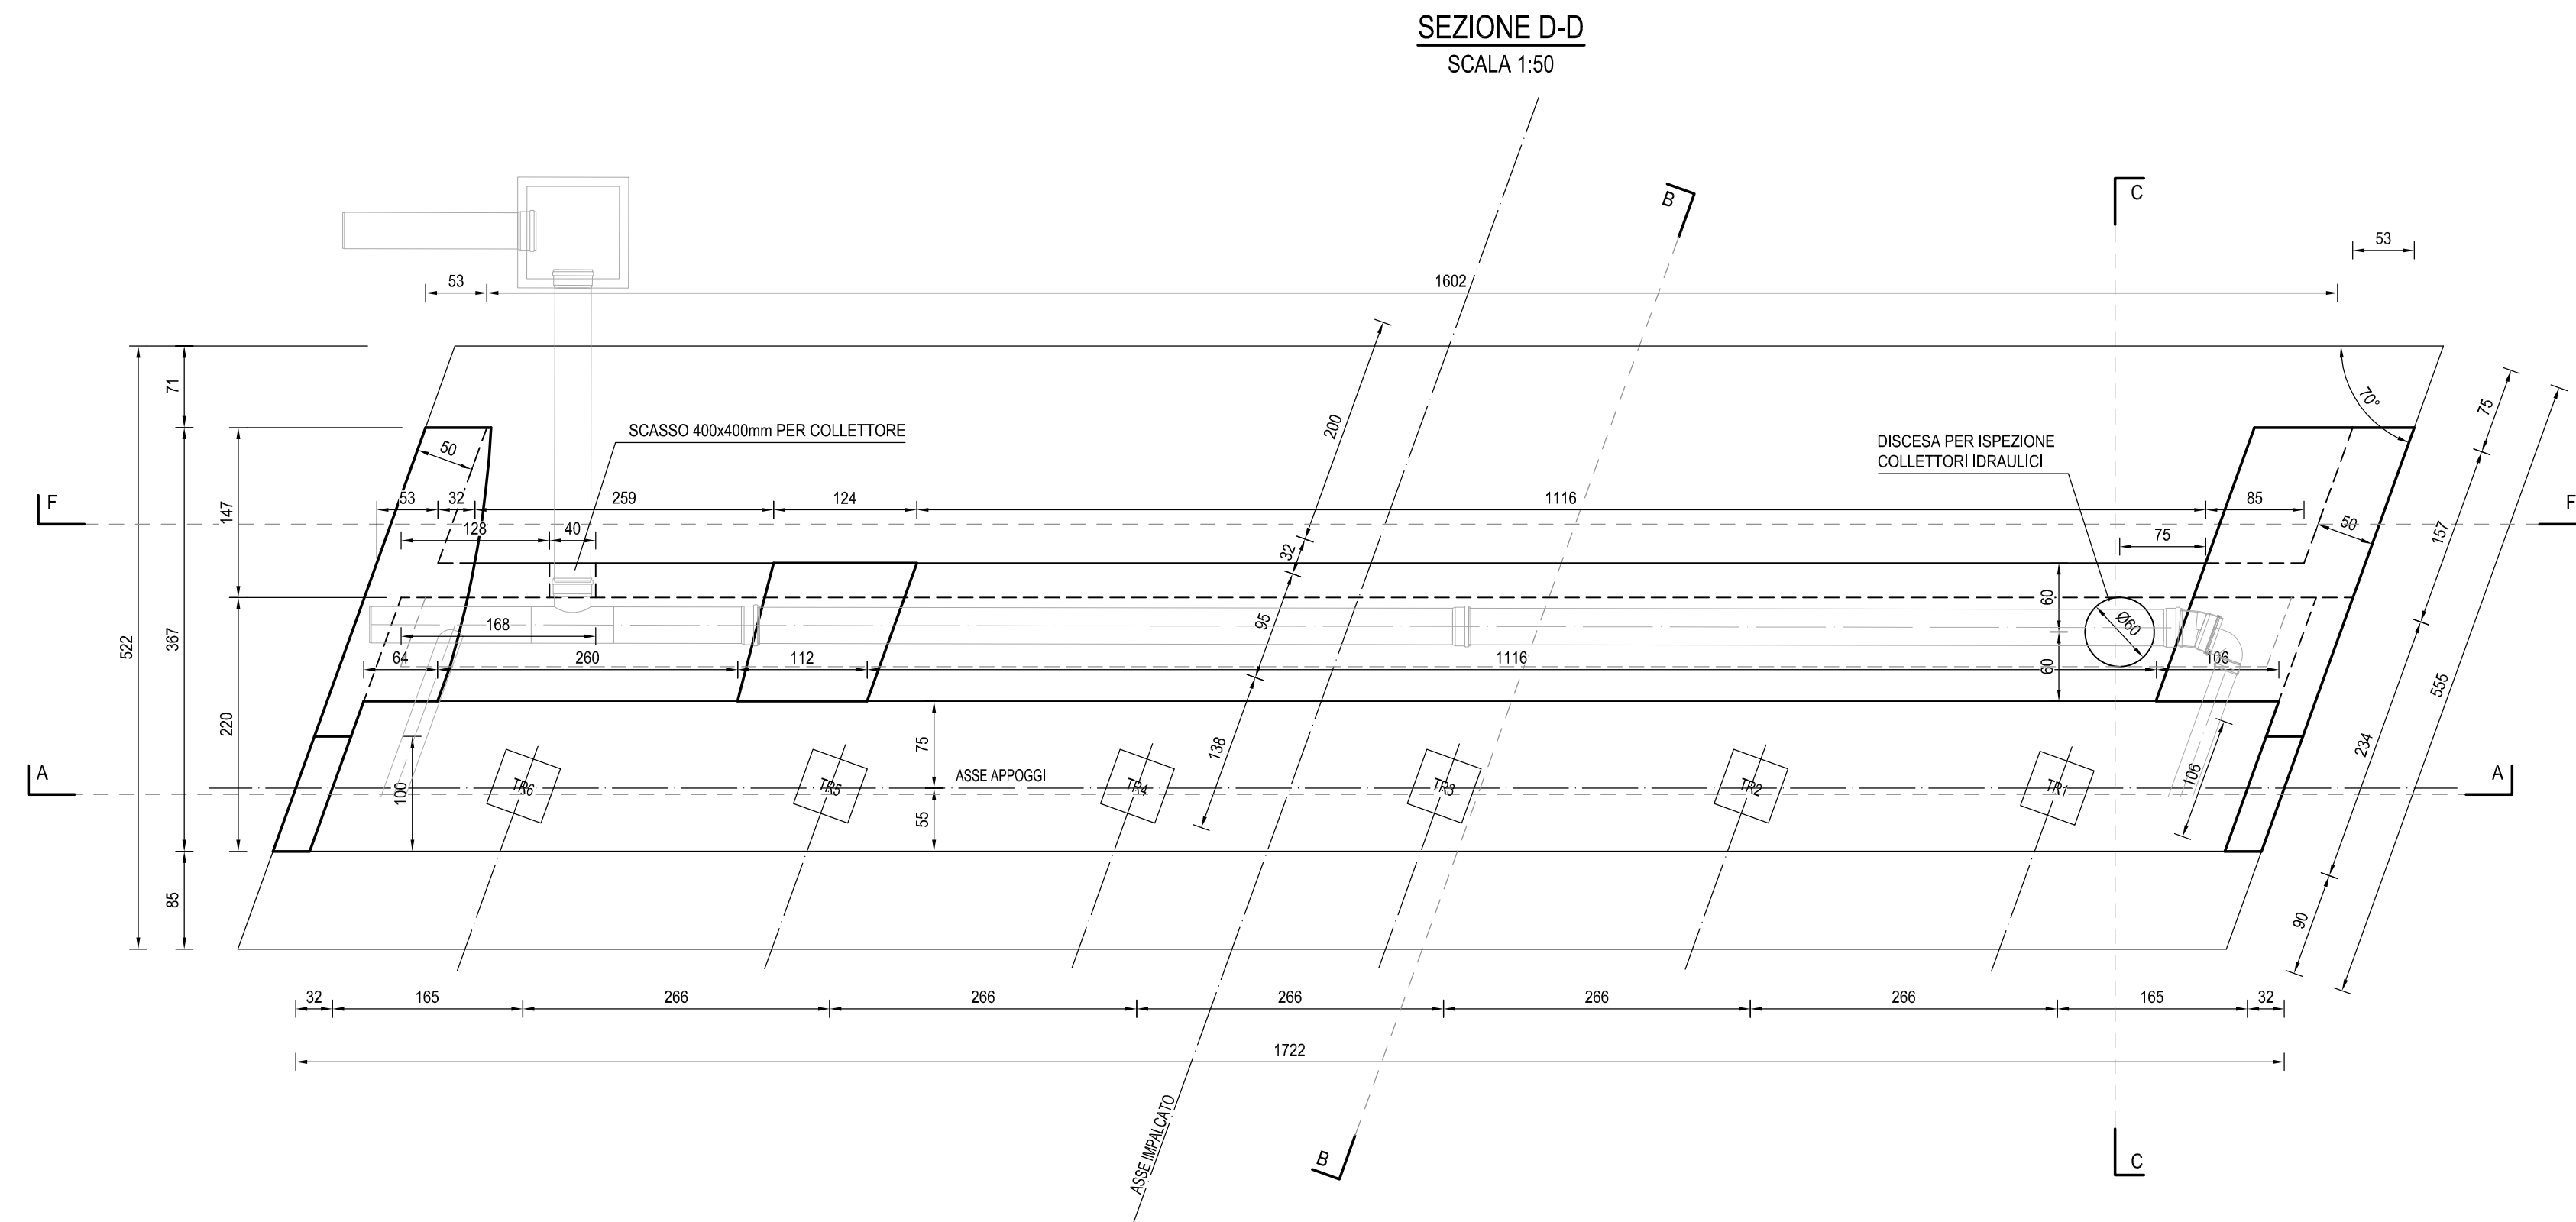 SEZIONE D-D
SCALA 1:50
B
C
53
53
1602
71
200
70°
75
SCASSO 400x400mm PER COLLETTORE
DISCESA PER ISPEZIONE
COLLETTORI IDRAULICI
50
F
53
32
259
124
1116
85
F
147
128
40
32
75
50
157
522
367
168
95
60
Ø60
64
260
112
1116
60
106
555
220
75
138
234
A
100
TR6
TR5
ASSE APPOGGI
TR4
TR3
TR2
TR1
106
A
55
85
90
32
165
266
266
266
266
266
165
32
1722
ASSE IMPALCATO
B
C